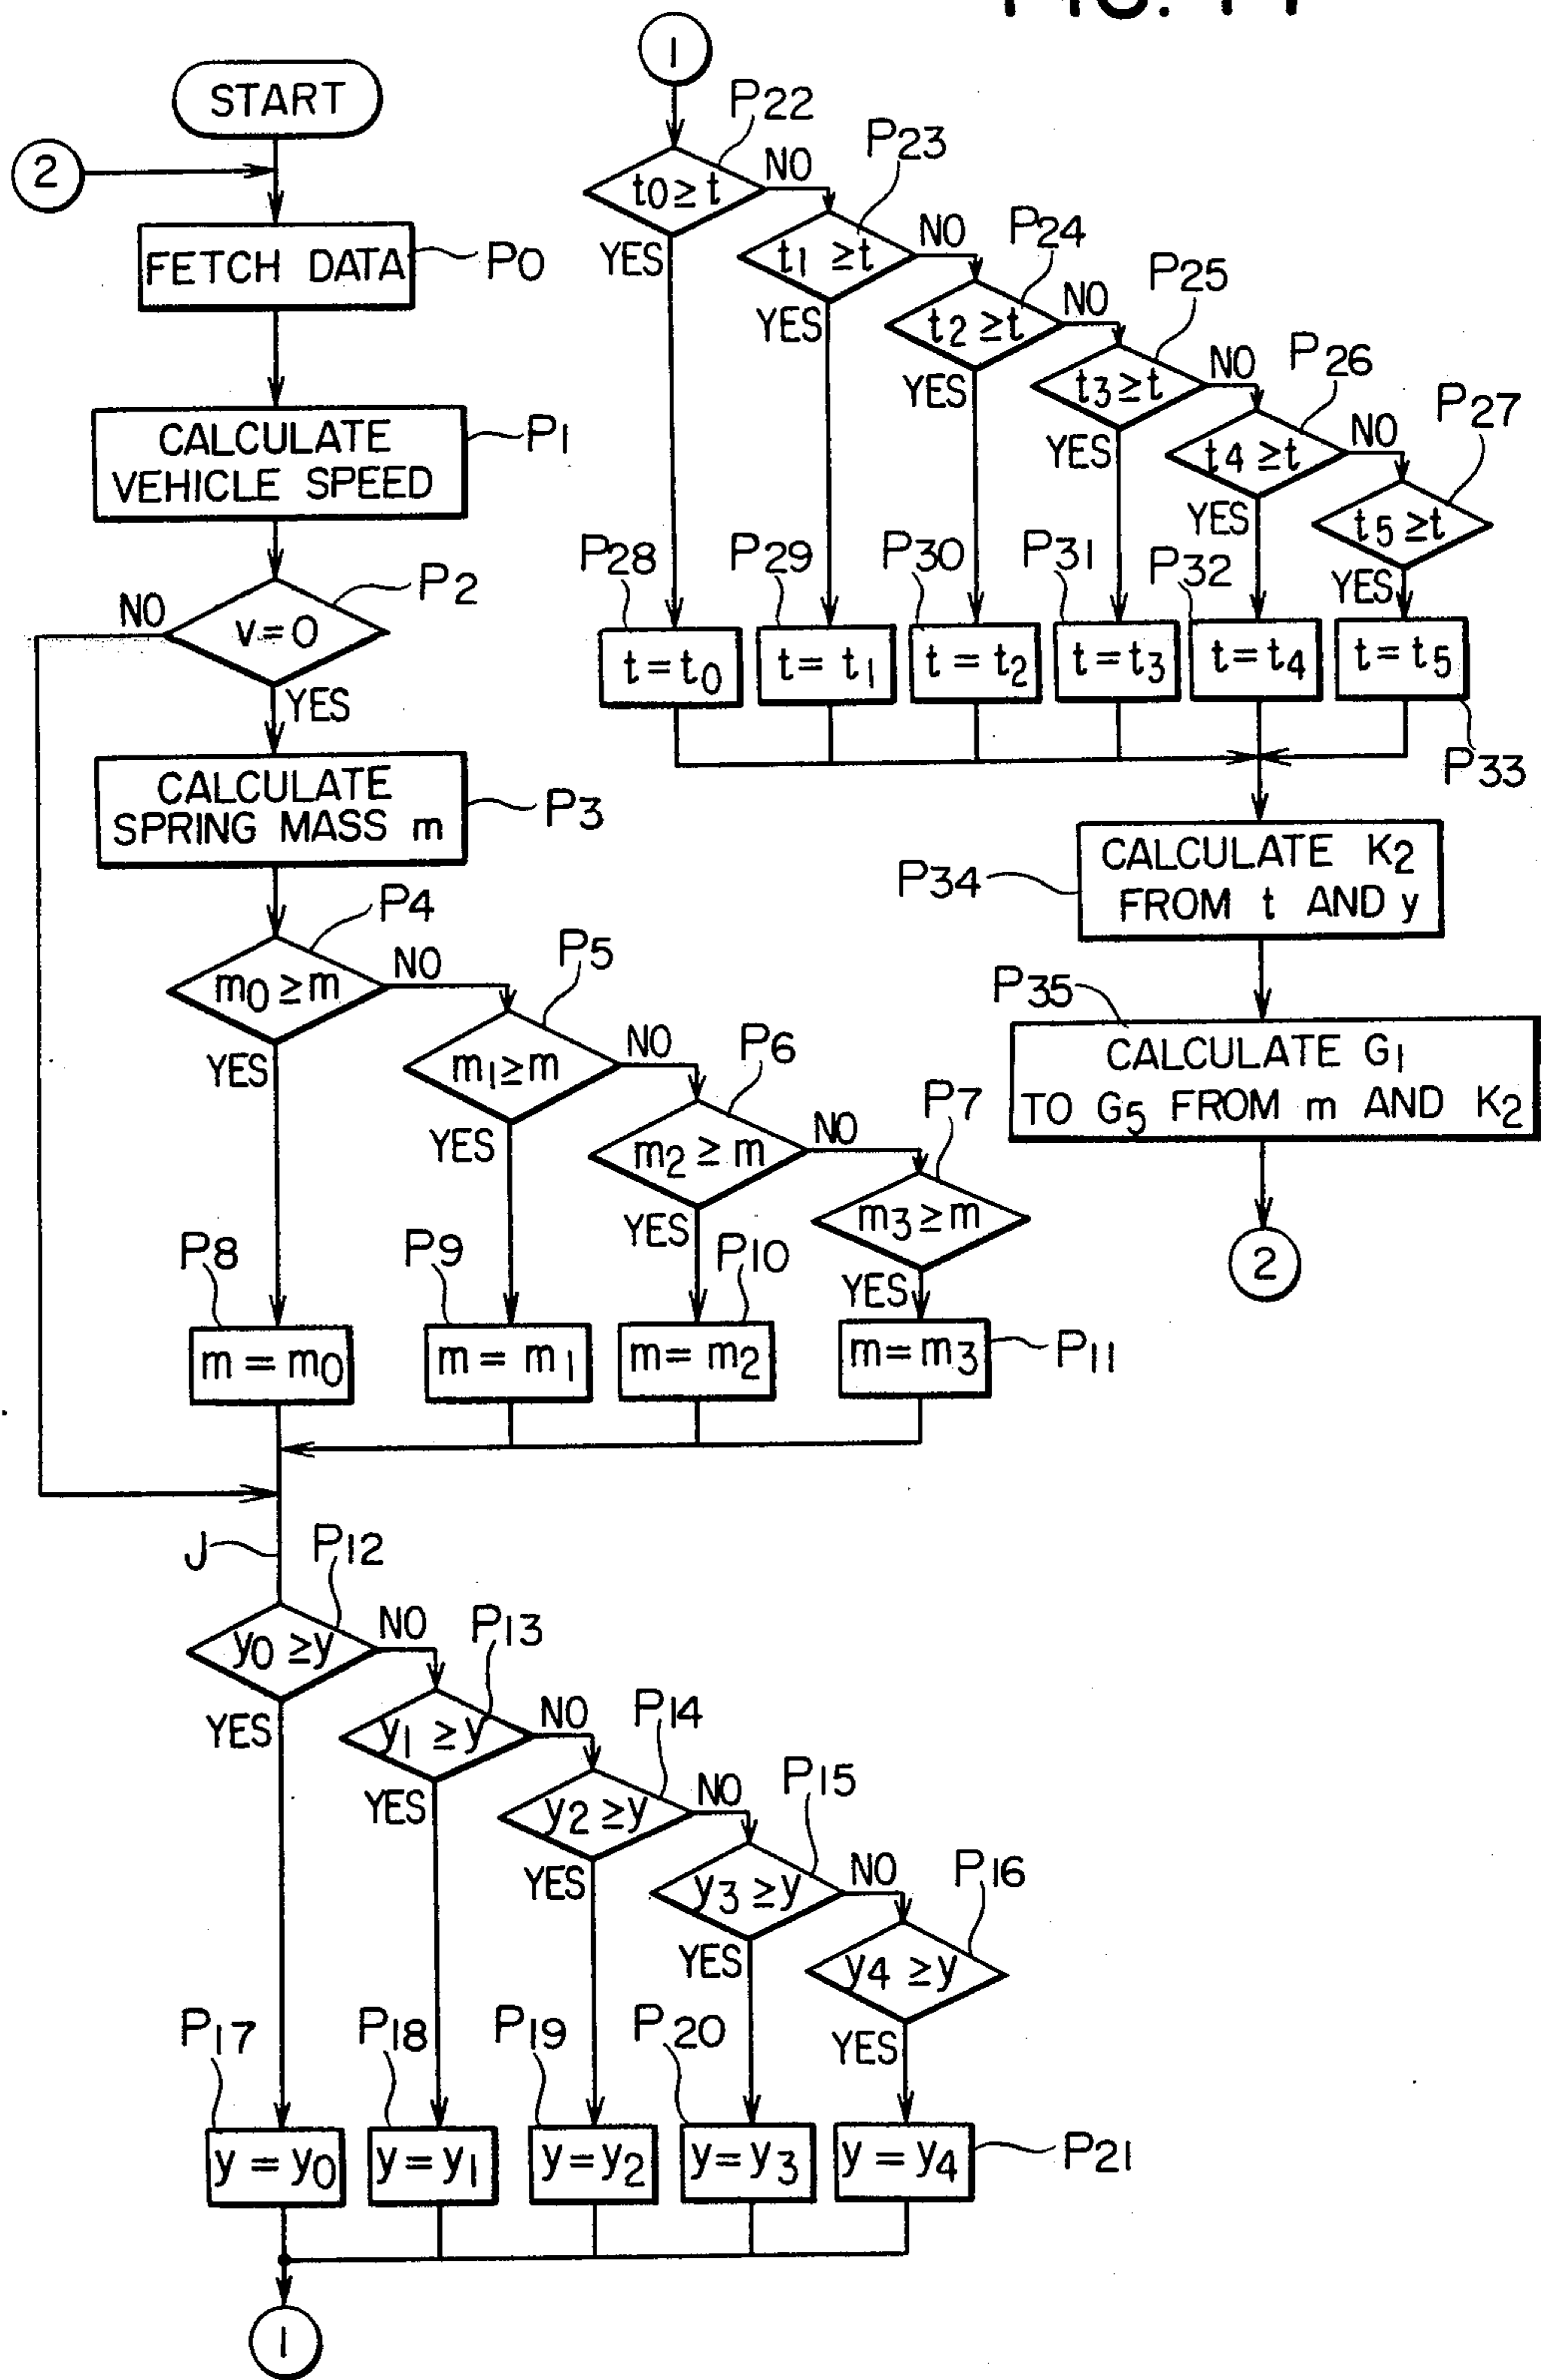 START
2
FETCH DATA
P0
CALCULATE
VEHICLE SPEED
P1
P2
NO
v=0
YES
CALCULATE
SPRING MASS m
P3
P4
m0 ≥ m
NO
YES
P5
m1 ≥ m
NO
YES
P6
m2 ≥ m
NO
YES
P7
m3 ≥ m
YES
P8
m = m0
P9
m = m1
P10
m = m2
m = m3
P11
J
P12
y0 ≥ y
NO
YES
P13
y1 ≥ y
NO
YES
P14
y2 ≥ y
NO
YES
P15
y3 ≥ y
NO
YES
P16
y4 ≥ y
YES
P17
y = y0
P18
y = y1
P19
y = y2
P20
y = y3
y = y4
P21
1
1
P22
t0 ≥ t
NO
YES
P23
t1 ≥ t
NO
YES
P24
t2 ≥ t
NO
YES
P25
t3 ≥ t
NO
YES
P26
t4 ≥ t
NO
YES
P27
t5 ≥ t
YES
P28
t = t0
P29
t = t1
P30
t = t2
P31
t = t3
P32
t = t4
t = t5
P33
P34
CALCULATE K2
FROM t AND y
P35
CALCULATE G1
TO G5 FROM m AND K2
2